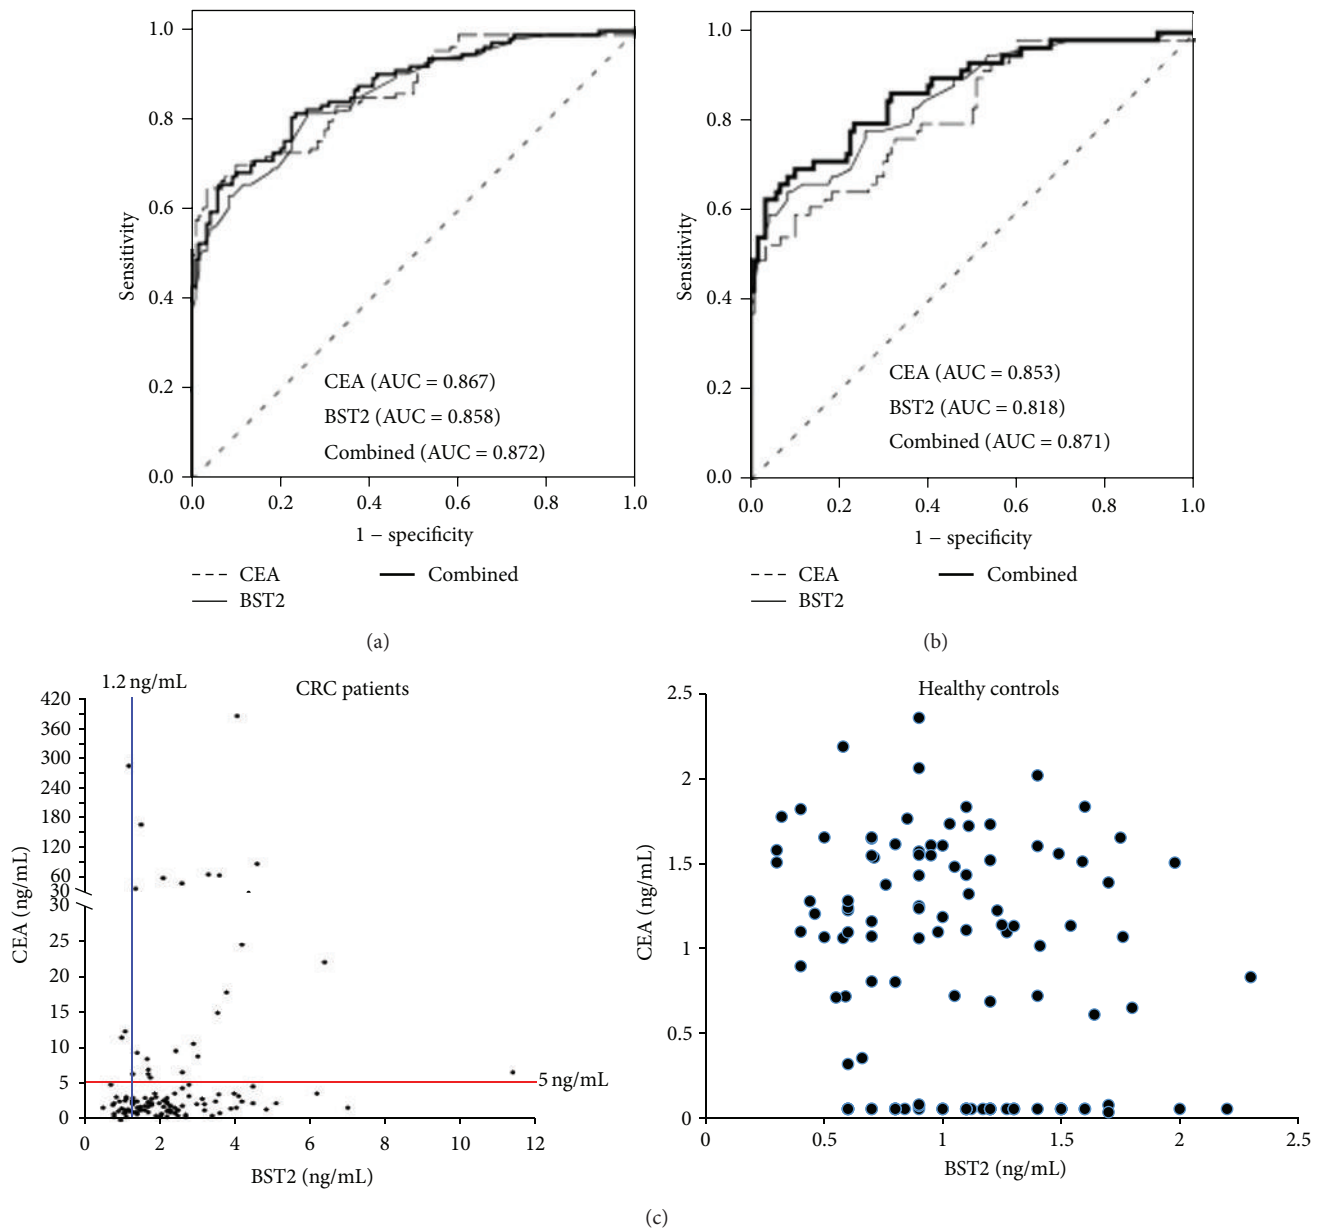 1.0
0.8
0.6
0.4
0.2
0.0
Sensitivity
CEA (AUC = 0.867)
BST2 (AUC = 0.858)
Combined (AUC = 0.872)
0.0 0.2 0.4 0.6 0.8 1.0
1 − specificity
CEA
Combined
BST2
(a)
1.0
0.8
0.6
0.4
0.2
0.0
Sensitivity
CEA (AUC = 0.853)
BST2 (AUC = 0.818)
Combined (AUC = 0.871)
0.0 0.2 0.4 0.6 0.8 1.0
1 − specificity
CEA
Combined
BST2
(b)
1.2 ng/mL
CRC patients
420
360
300
240
180
120
60
30
30
25
20
15
10
5
0
CEA (ng/mL)
5 ng/mL
0 2 4 6 8 10 12
BST2 (ng/mL)
Healthy controls
2.5
2
1.5
1
0.5
0
CEA (ng/mL)
0 0.5 1 1.5 2 2.5
BST2 (ng/mL)
(c)